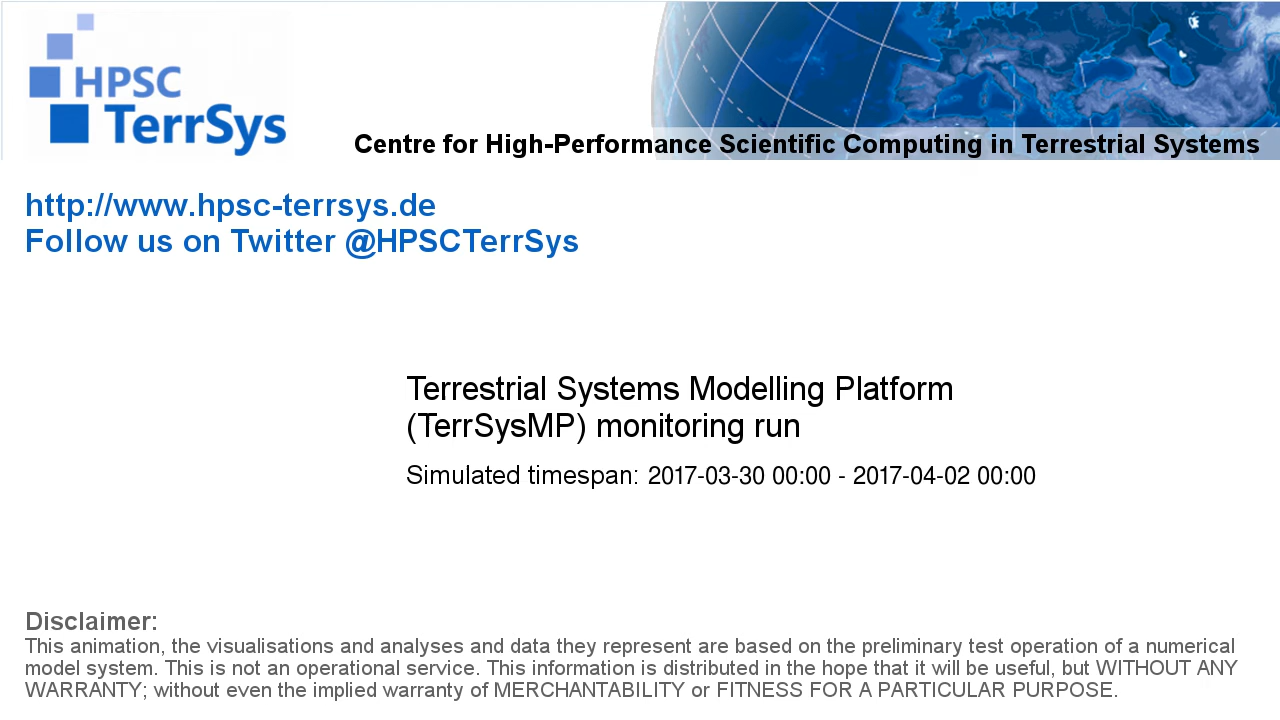 HPSC
TerrSys
Centre for High-Performance Scientific Computing in Terrestrial Systems
http://www.hpsc-terrsys.de
Follow us on Twitter @HPSCTerrSys
Terrestrial Systems Modelling Platform
(TerrSysMP) monitoring run
Simulated timespan: 2017-03-30 00:00 - 2017-04-02 00:00
Disclaimer:
This animation, the visualisations and analyses and data they represent are based on the preliminary test operation of a numerical
model system. This is not an operational service. This information is distributed in the hope that it will be useful, but WITHOUT ANY
WARRANTY; without even the implied warranty of MERCHANTABILITY or FITNESS FOR A PARTICULAR PURPOSE.